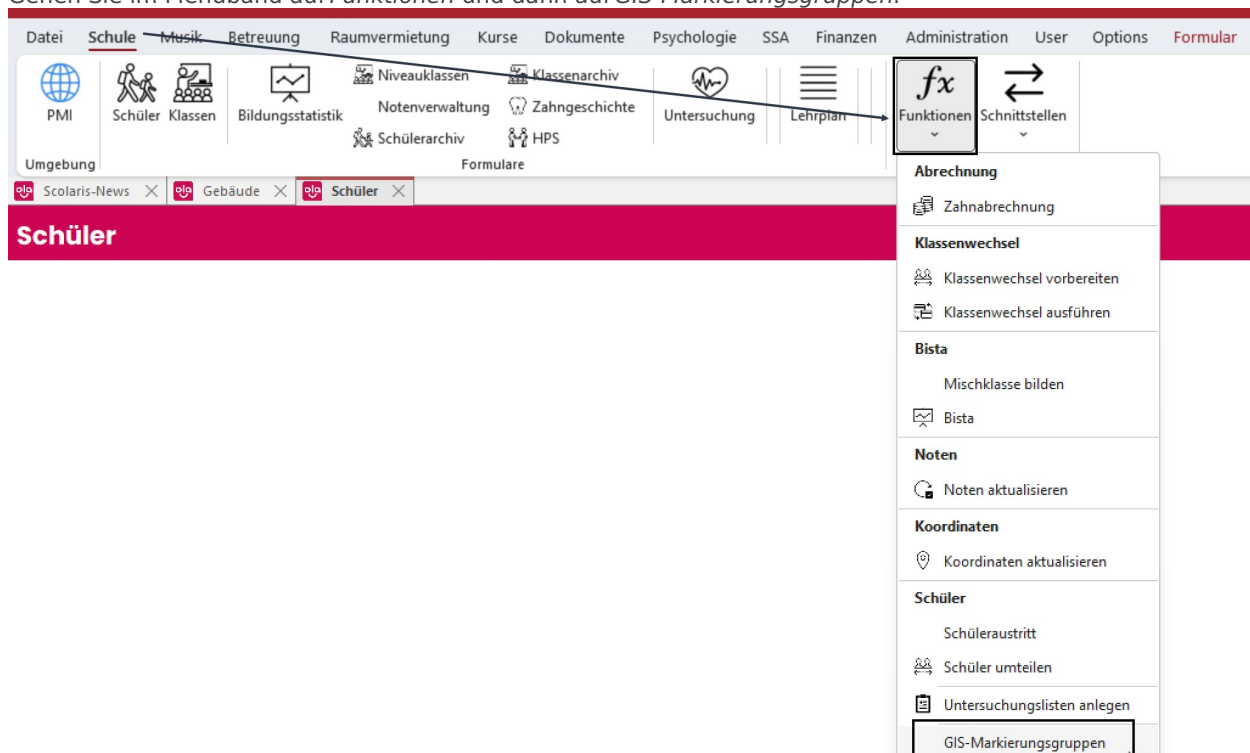 Gehen Sie im Menüband auf Funktionen und dann auf GIS-Markierungsgruppen.
Datei Schule Musik Betreuung Raumvermietung Kurse Dokumente Psychologie SSA Finanzen Administration User Options Formular
PMI
Schüler Klassen
Bildungsstatistik
Niveauklassen
Notenverwaltung
Schülerarchiv
Klassenarchiv
Zahngeschichte
HPS
Untersuchung
Lehrplan
fx
Funktionen Schnittstellen
Umgebung
Formulare
Scolaris-News Gebäude Schüler
Schüler
Abrechnung
Zahnabrechnung
Klassenwechsel
Klassenwechsel vorbereiten
Klassenwechsel ausführen
Bista
Mischklasse bilden
Bista
Noten
Noten aktualisieren
Koordinaten
Koordinaten aktualisieren
Schüler
Schüleraustritt
Schüler umteilen
Untersuchungslisten anlegen
GIS-Markierungsgruppen